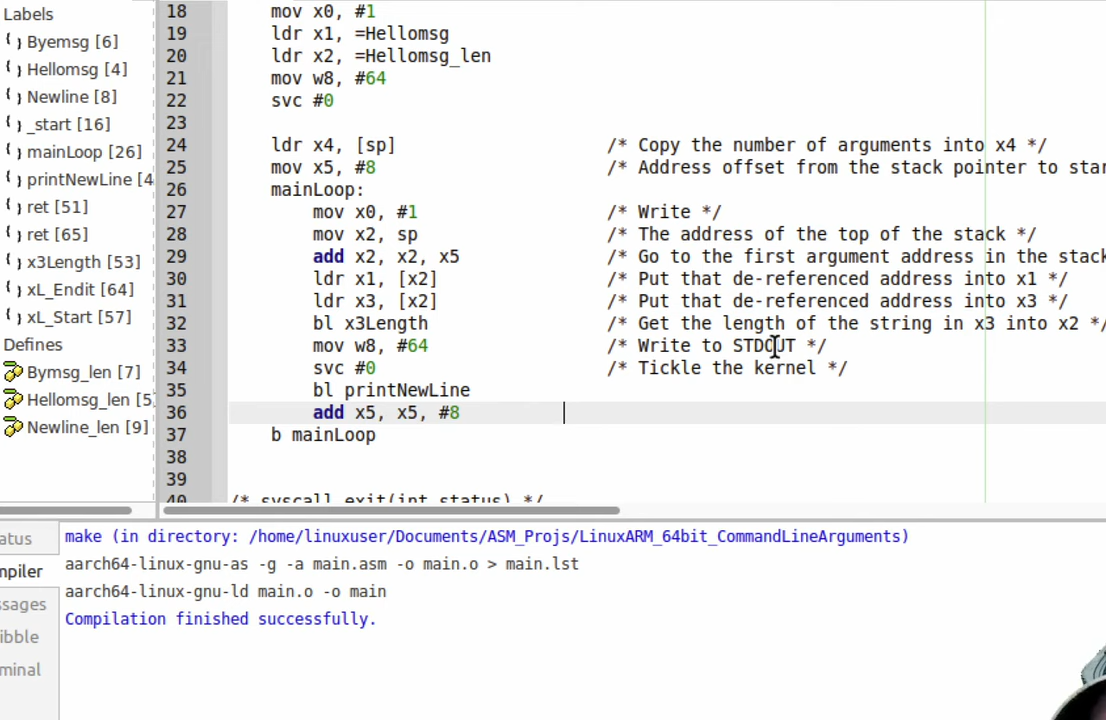 Labels
Byemsg [6]
Hellomsg [4]
Newline [8]
_start [16]
mainLoop [26]
printNewLine [4
ret [51]
ret [65]
x3Length [53]
xL_Endit [64]
xL_Start [57]
Defines
Bymsg_len [7]
Hellomsg_len [5
Newline_len [9]
18 mov x0, #1
19 ldr x1, =Hellomsg
20 ldr x2, =Hellomsg_len
21 mov w8, #64
22 svc #0
23
24 ldr x4, [sp] /* Copy the number of arguments into x4 */
25 mov x5, #8 /* Address offset from the stack pointer to star
26 mainLoop:
27 mov x0, #1 /* Write */
28 mov x2, sp /* The address of the top of the stack */
29 add x2, x2, x5 /* Go to the first argument address in the stack
30 ldr x1, [x2] /* Put that de-referenced address into x1 */
31 ldr x3, [x2] /* Put that de-referenced address into x3 */
32 bl x3Length /* Get the length of the string in x3 into x2 */
33 mov w8, #64 /* Write to STDOUT */
34 svc #0 /* Tickle the kernel */
35 bl printNewLine
36 add x5, x5, #8
37 b mainLoop
38
39
40 /* syscall exit(int status) */
atus
mpiler
ssages
ibble
minal
make (in directory: /home/linuxuser/Documents/ASM_Projs/LinuxARM_64bit_CommandLineArguments)
aarch64-linux-gnu-as -g -a main.asm -o main.o > main.lst
aarch64-linux-gnu-ld main.o -o main
Compilation finished successfully.